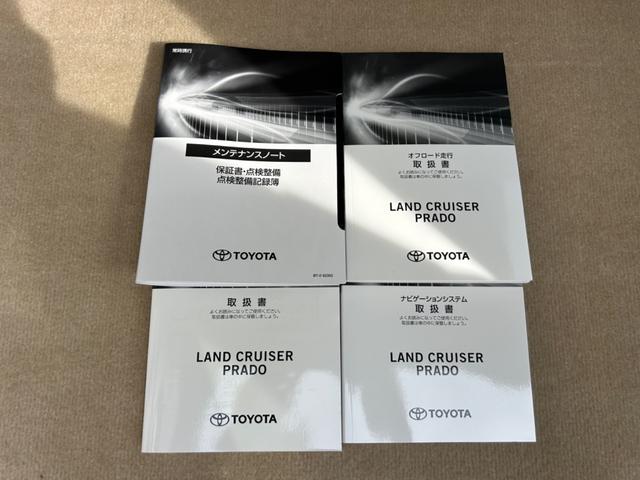 常時携行
メンテナンスノート
保証書・点検整備
点検整備記録簿
TOYOTA
オフロード走行
取扱書
よくお読みになってご使用ください。
取扱書は車の中に保管しましょう。
LAND CRUISER
PRADO
TOYOTA
取扱書
よくお読みになってご使用ください。
取扱書は車の中に保管しましょう。
LAND CRUISER
PRADO
TOYOTA
ナビゲーションシステム
取扱書
よくお読みになってご使用ください。
取扱書は車の中に保管しましょう。
LAND CRUISER
PRADO
TOYOTA